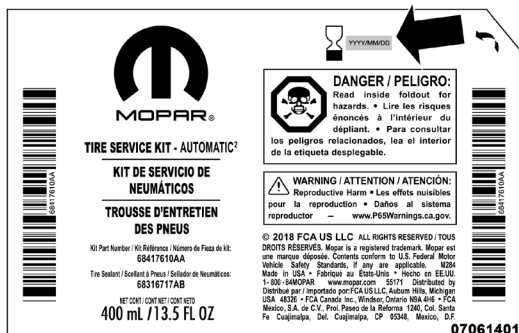 YYYY/MM/DD
MOPAR®
TIRE SERVICE KIT - AUTOMATIC²
KIT DE SERVICIO DE
NEUMÁTICOS
TROUSSE D'ENTRETIEN
DES PNEUS
Kit Part Number / Kit Référence / Número de Fieza de kit:
68417610AA
Tire Sealant / Scellant à Pneus / Sellador de Neumáticos:
68316717AB
NET CONT / CONT NET / CONT NETO
400 mL / 13.5 FL OZ
68417610AA
DANGER / PELIGRO:
Read inside foldout for
hazards. • Lire les risques
énoncés à l'intérieur du
dépliant. • Para consultar
los peligros relacionados, lea el interior
de la etiqueta desplegable.
WARNING / ATTENTION / ATENCIÓN:
Reproductive Harm • Les effets nuisibles
pour la reproduction • Daños al sistema
reproductor – www.P65Warnings.ca.gov.
© 2018 FCA US LLC ALL RIGHTS RESERVED / TOUS
DROITS RÉSERVÉS. Mopar is a registered trademark. Mopar est
une marque déposée. Contents conform to U.S. Federal Motor
Vehicle Safety Standards, if any are applicable. M284
Made in USA • Fabriqué au États-Unis • Hecho en EE.UU.
1-800-84MOPAR www.mopar.com 55171 Distributed by
Distribué par / Importado por: FCA US LLC, Auburn Hills, Michigan
USA 48326 • FCA Canada Inc., Windsor, Ontario N9A 4H6 • FCA
Mexico, S.A. de C.V., Prol. Paseo de la Reforma 1240, Col. Santa
Fe Cuajimalpa, Del. Cuajimalpa, CP 05348, Mexico, D.F.
68417610AA
07061401